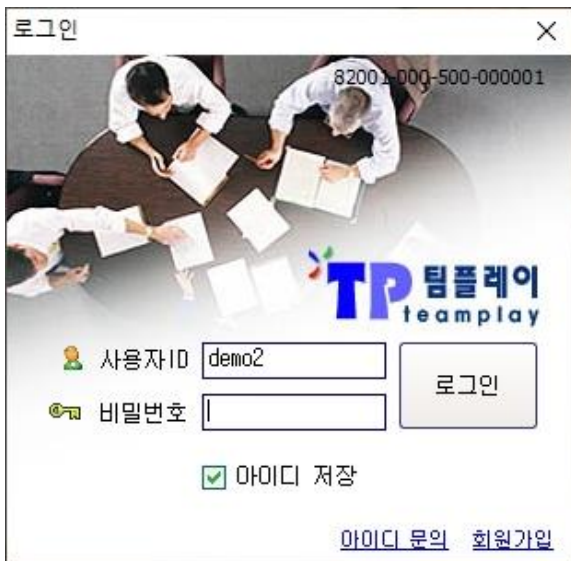 로그인
82001-000-500-000001
TP 팀플레이
teamplay
사용자ID demo2
비밀번호
로그인
아이디 저장
아이디 문의 회원가입